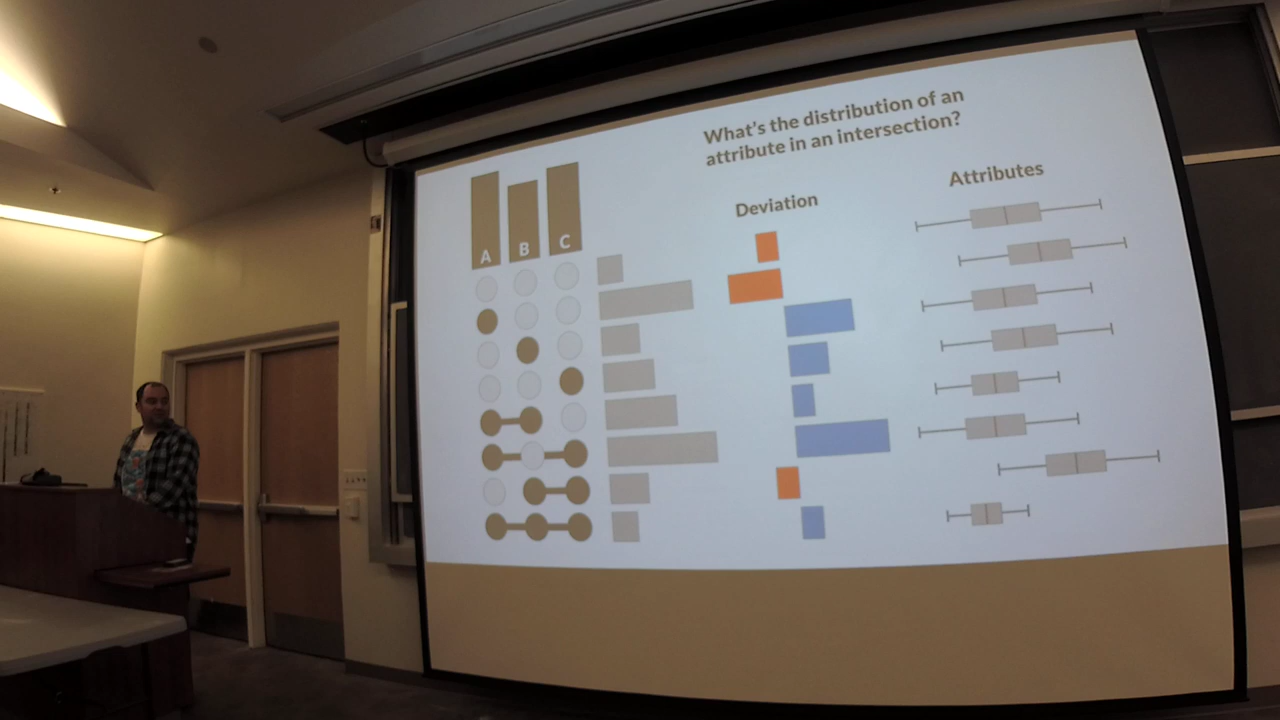 What's the distribution of an
attribute in an intersection?
Deviation
Attributes
A B C